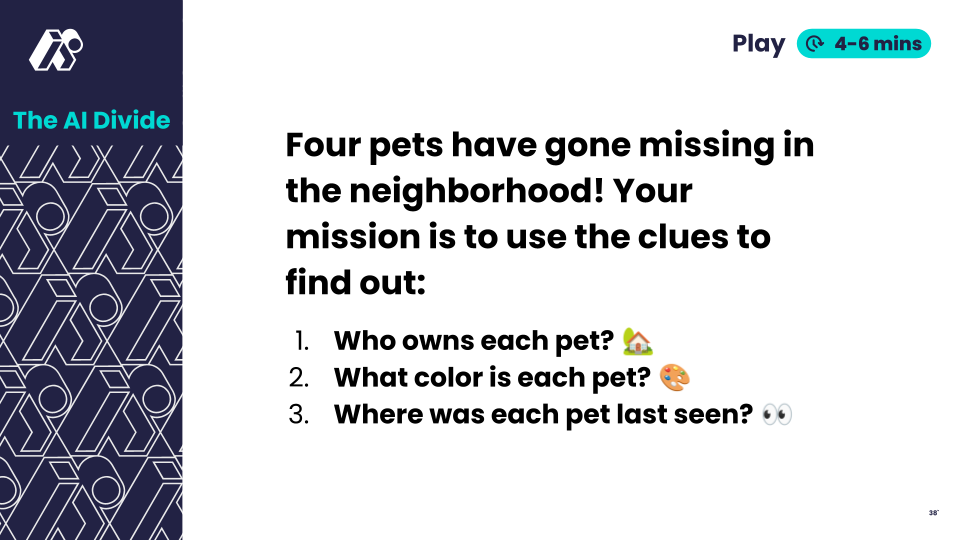 Play 4-6 mins
The AI Divide
Four pets have gone missing in
the neighborhood! Your
mission is to use the clues to
find out:
1. Who owns each pet? 🏡
2. What color is each pet? 🎨
3. Where was each pet last seen? 👀
38